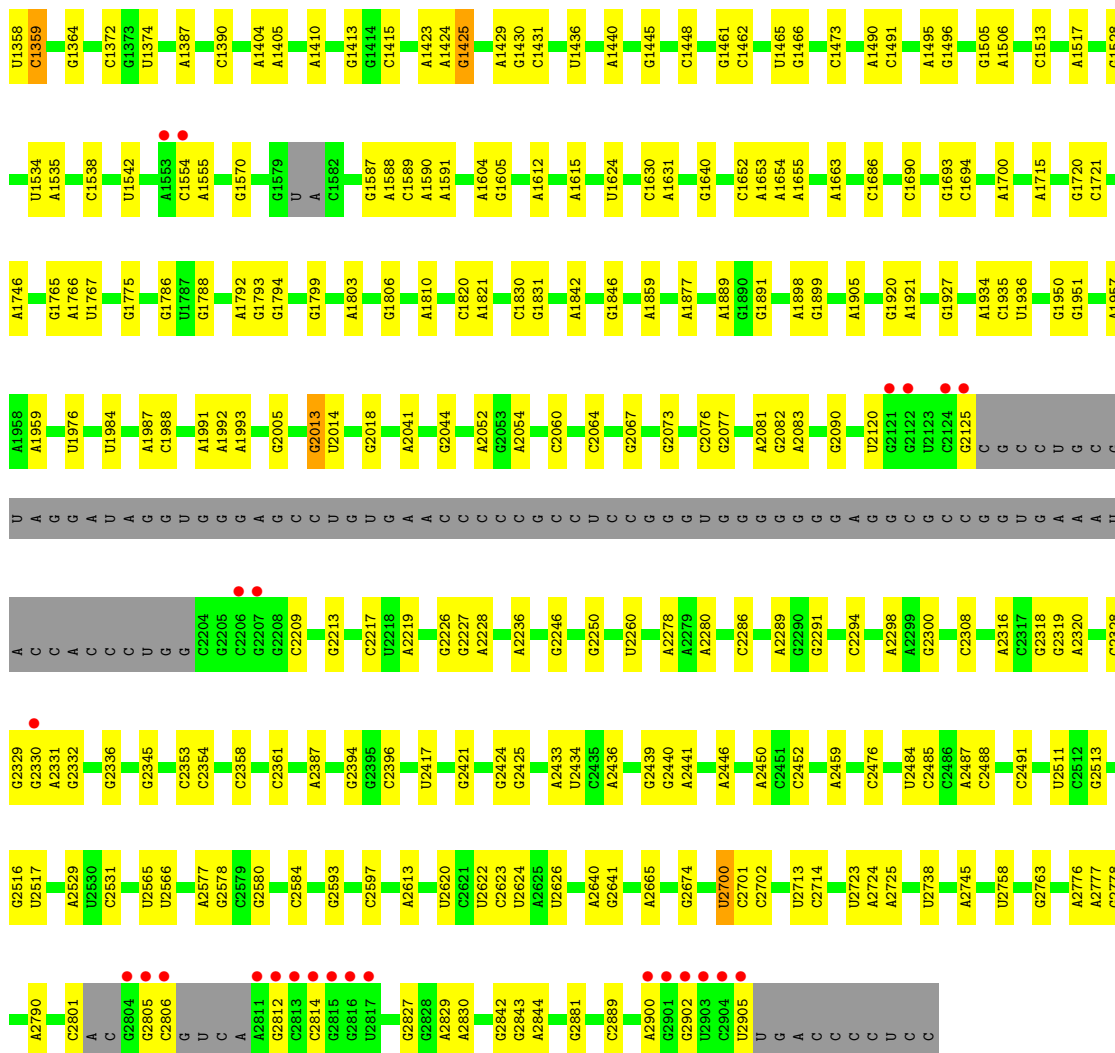 U1358 C1359 G1364 C1372 G1373 U1374 A1387 C1390 A1404 A1405 A1410 G1413 G1414 C1415 A1423 A1424 G1425 A1429 G1430 C1431 U1436 A1440 G1445 C1448 G1461 C1462 U1465 G1466 C1473 A1490 C1491 A1495 G1496 G1505 A1506 C1513 A1517
U1534 A1535 C1538 U1542 A1553 C1554 A1555 G1570 G1579 U A C1582 G1587 A1588 C1589 A1590 A1591 A1604 G1605 A1612 A1615 U1624 C1630 A1631 G1640 C1652 A1653 A1654 A1655 A1663 C1686 C1690 G1693 C1694 A1700 A1715 G1720 C1721
A1746 G1765 A1766 U1767 G1775 G1786 U1787 G1788 A1792 G1793 G1794 G1799 A1803 G1806 A1810 C1820 A1821 C1830 G1831 A1842 G1846 A1859 A1877 A1889 G1890 G1891 A1898 G1899 A1905 G1920 A1921 G1927 A1934 C1935 U1936 G1950 G1951 A1957
A1958 A1959 U1976 U1984 A1987 C1988 A1991 A1992 A1993 G2005 G2013 U2014 G2018 A2041 G2044 A2052 G2053 A2054 C2060 C2064 G2067 G2073 C2076 G2077 A2081 G2082 A2083 G2090 U2120 G2121 G2122 U2123 C2124 G2125 C G C C U G C C
U A G G A U A G G U G G G A G C C U G U G A A C C C C G C C U C C G G G U G G G G G G A G G C G C C G G U G A A A U
A C C A C C C U G G C2204 G2205 C2206 G2207 G2208 C2209 G2213 C2217 U2218 A2219 G2226 G2227 A2228 A2236 G2246 G2250 U2260 A2278 A2279 A2280 C2286 A2289 G2290 G2291 C2294 A2298 A2299 G2300 C2308 A2316 C2317 G2318 G2319 A2320
G2329 G2330 A2331 G2332 G2336 G2345 C2353 C2354 C2358 C2361 A2387 G2394 G2395 C2396 U2417 G2421 G2424 G2425 A2433 U2434 C2435 A2436 G2439 G2440 A2441 A2446 A2450 C2451 C2452 A2459 C2476 U2484 C2485 C2486 A2487 C2488 C2491 U2511 C2512 G2513
G2516 U2517 A2529 U2530 C2531 U2565 U2566 A2577 G2578 C2579 G2580 C2584 G2593 C2597 A2613 U2620 C2621 U2622 C2623 U2624 A2625 U2626 A2640 G2641 A2665 G2674 U2700 C2701 C2702 U2713 C2714 U2723 A2724 A2725 U2738 A2745 U2758 G2763 A2776 A2777
A2790 C2801 A C G2804 G2805 C2806 G U C A A2811 G2812 C2813 C2814 G2815 G2816 U2817 G2827 G2828 A2829 A2830 G2842 G2843 A2844 G2881 C2889 A2900 G2901 G2902 U2903 C2904 U2905 U G A C C C C U C C